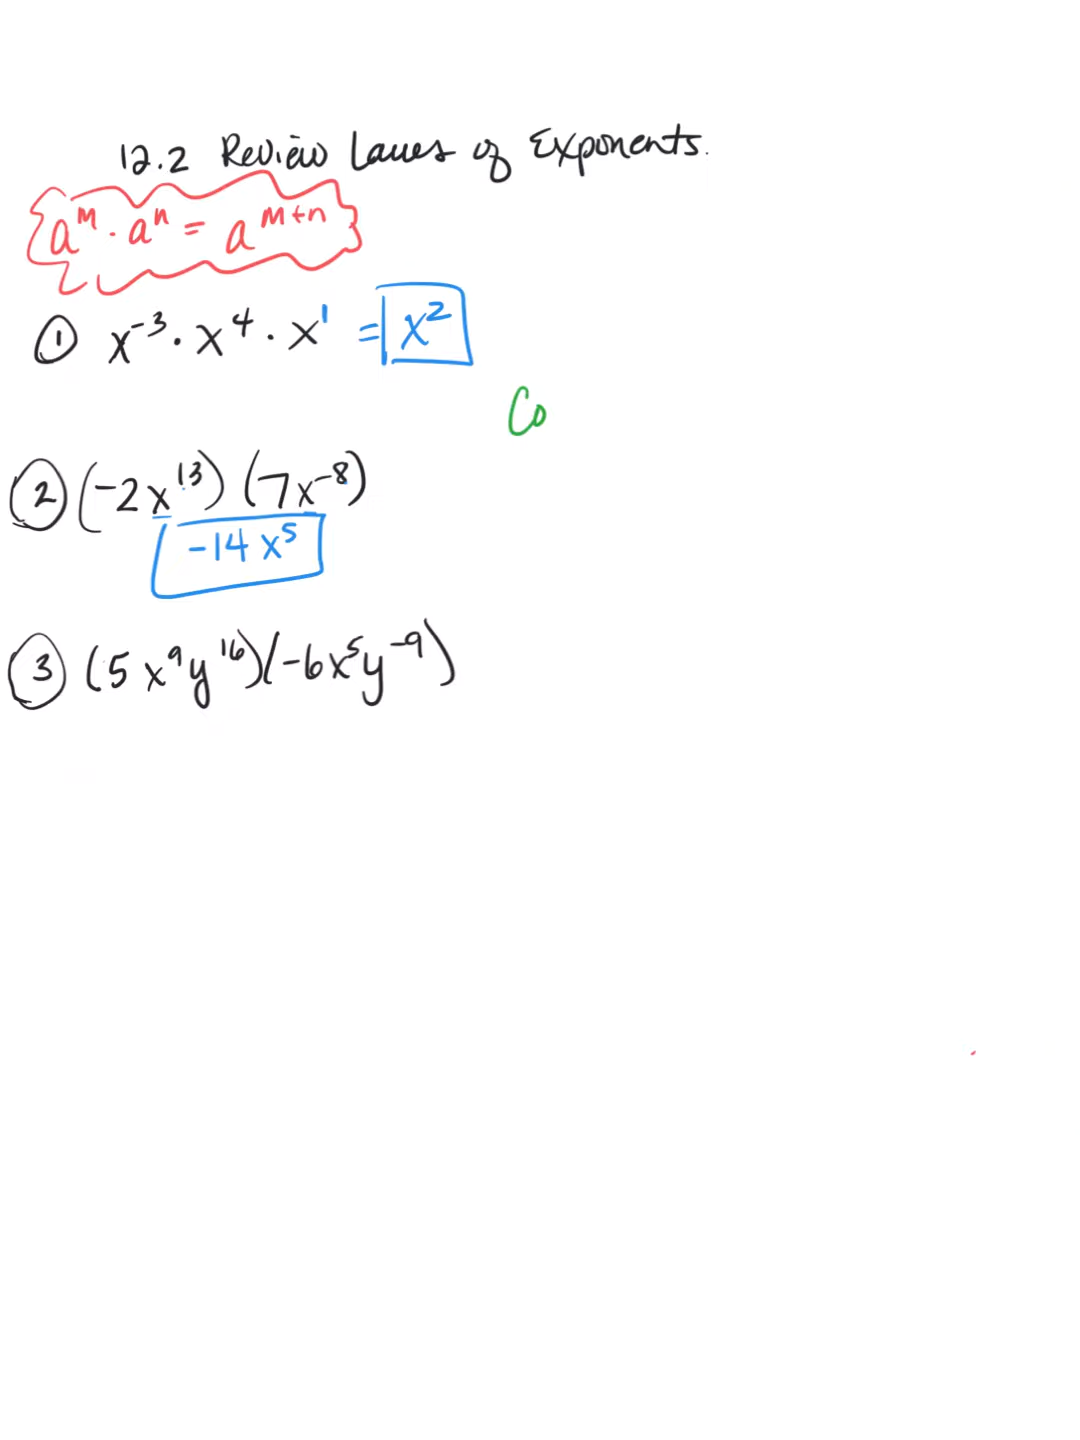 12.2 Review Laws of Exponents.
a^m · a^n = a^(m+n)
① x^-3 · x^4 · x^1 = x^2
Co
② (-2x^13)(7x^-8)
-14x^5
③ (5x^9y^16)(-6x^5y^-9)